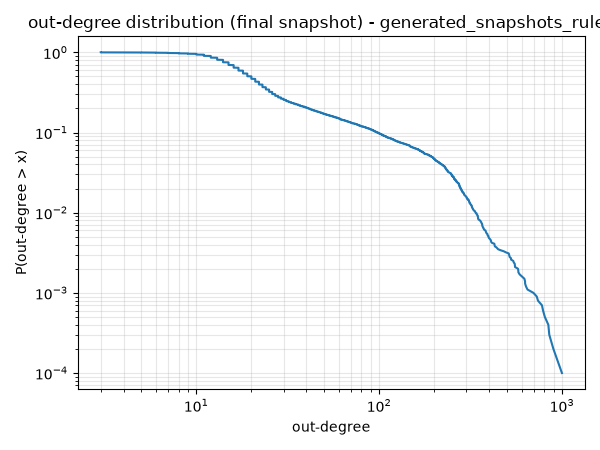 out-degree distribution (final snapshot) - generated_snapshots_rule
10⁰
10⁻¹
10⁻²
10⁻³
10⁻⁴
P(out-degree > x)
10¹ 10² 10³
out-degree